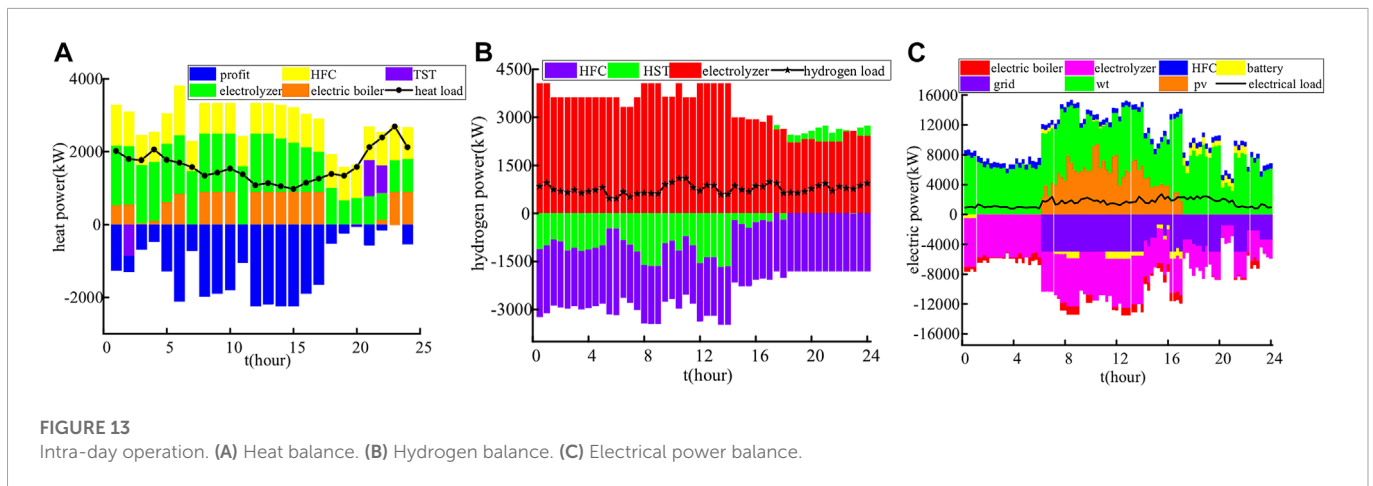 A
profit HFC TST
electrolyzer electric boiler heat load
heat power(kW)
4000
2000
0
-2000
0 5 10 15 20 25
t(hour)
B
HFC HST electrolyzer hydrogen load
hydrogen power(kW)
4500
3000
1500
0
-1500
-3000
0 4 8 12 16 20 24
t(hour)
C
electric boiler electrolyzer HFC battery
grid wt pv electrical load
electric power(kW)
16000
12000
8000
4000
0
-4000
-8000
-12000
-16000
0 4 8 12 16 20 24
t(hour)
FIGURE 13
Intra-day operation. (A) Heat balance. (B) Hydrogen balance. (C) Electrical power balance.